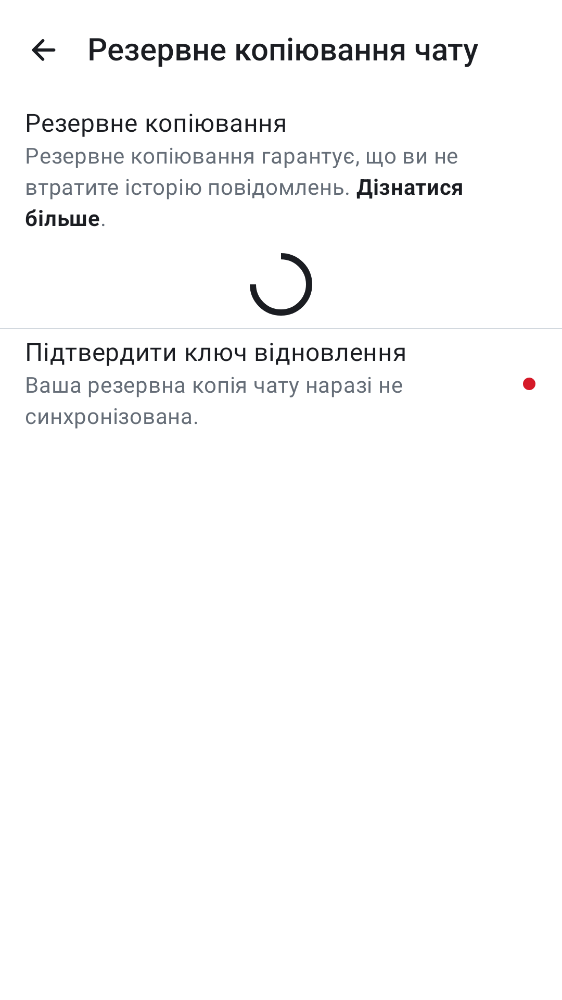 Резервне копіювання чату
Резервне копіювання
Резервне копіювання гарантує, що ви не
втратите історію повідомлень. Дізнатися
більше.
Підтвердити ключ відновлення
Ваша резервна копія чату наразі не
синхронізована.